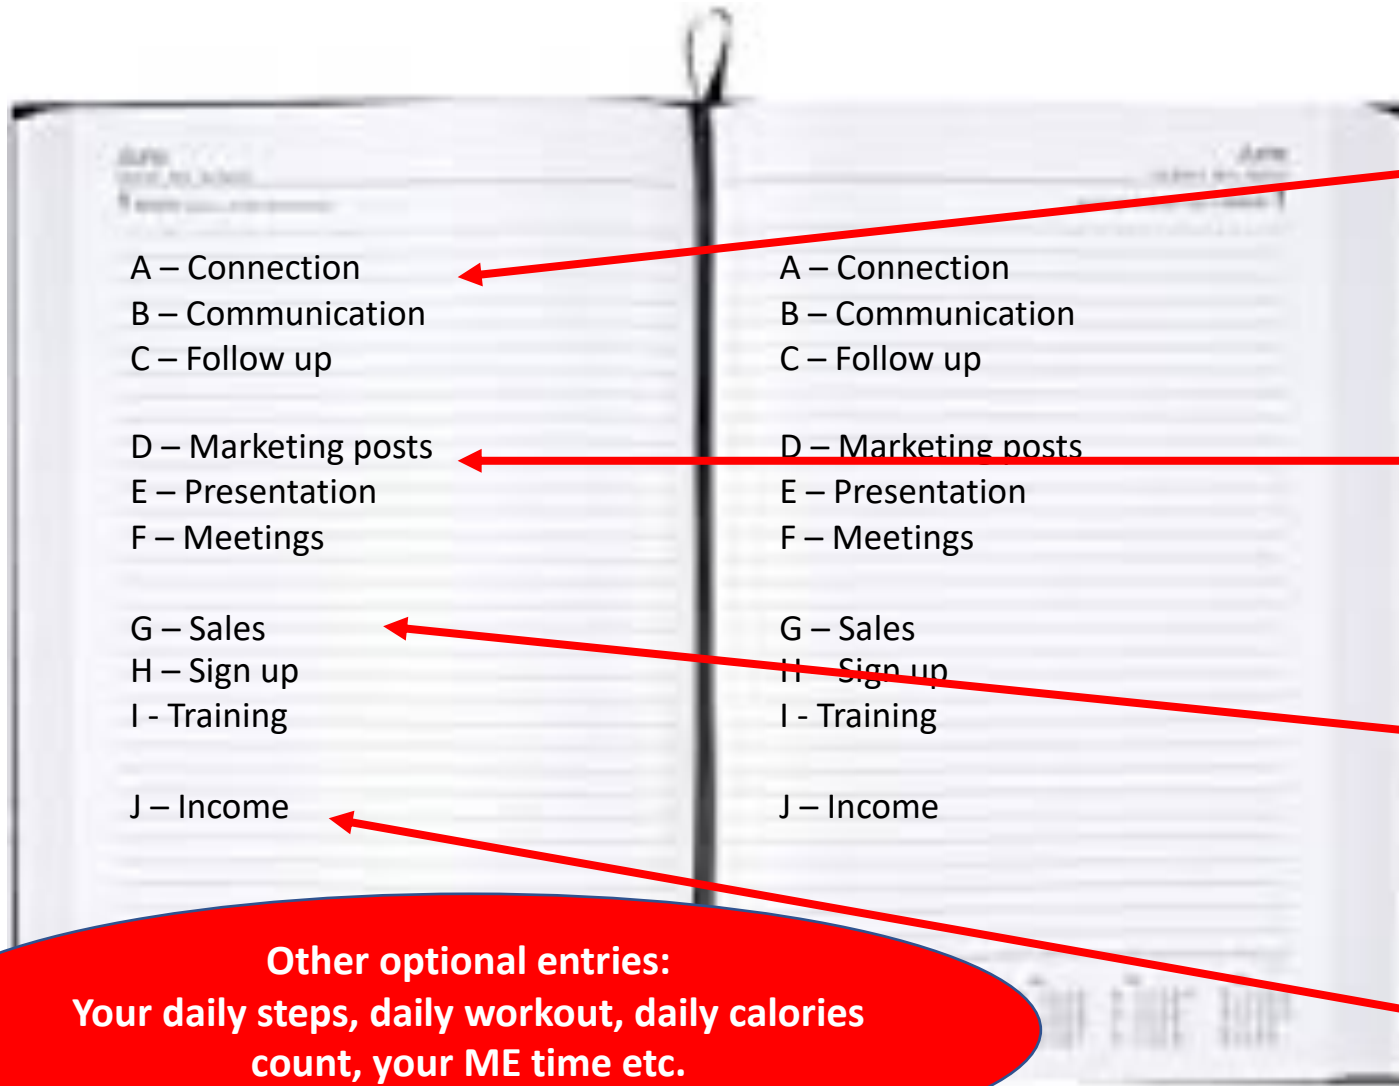 June
June
A – Connection
B – Communication
C – Follow up
D – Marketing posts
E – Presentation
F – Meetings
G – Sales
H – Sign up
I - Training
J – Income
A – Connection
B – Communication
C – Follow up
D – Marketing posts
E – Presentation
F – Meetings
G – Sales
H – Sign up
I - Training
J – Income
Other optional entries:
Your daily steps, daily workout, daily calories
count, your ME time etc.